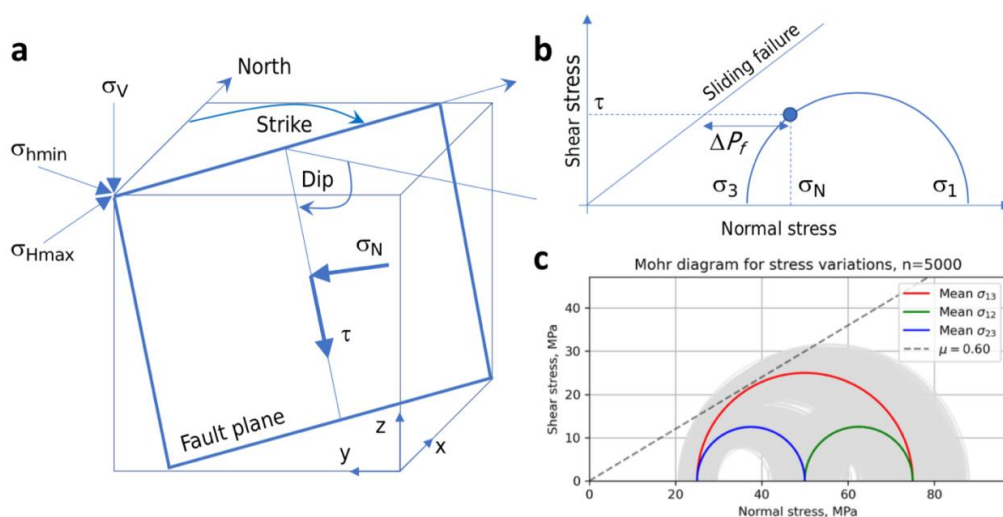 a
North
σV
Strike
σhmin
Dip
σHmax
σN
τ
Fault plane
z
y
x
b
Shear stress
τ
Sliding failure
ΔPf
σ3
σN
σ1
Normal stress
c
Mohr diagram for stress variations, n=5000
Mean σ13
Mean σ12
Mean σ23
μ = 0.60
Shear stress, MPa
40
30
20
10
0
0
20
40
60
80
Normal stress, MPa